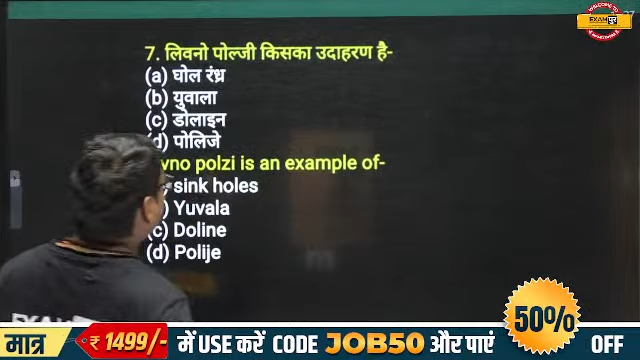 7. लिवनो पोल्जी किसका उदाहरण है-
(a) घोल रंध्र
(b) युवाला
(c) डोलाइन
(d) पोलिजे
vno polzi is an example of-
sink holes
Yuvala
(c) Doline
(d) Polije
EXAMपुर
मात्र ₹ 1499/- में USE करें CODE JOB50 और पाएं 50% OFF